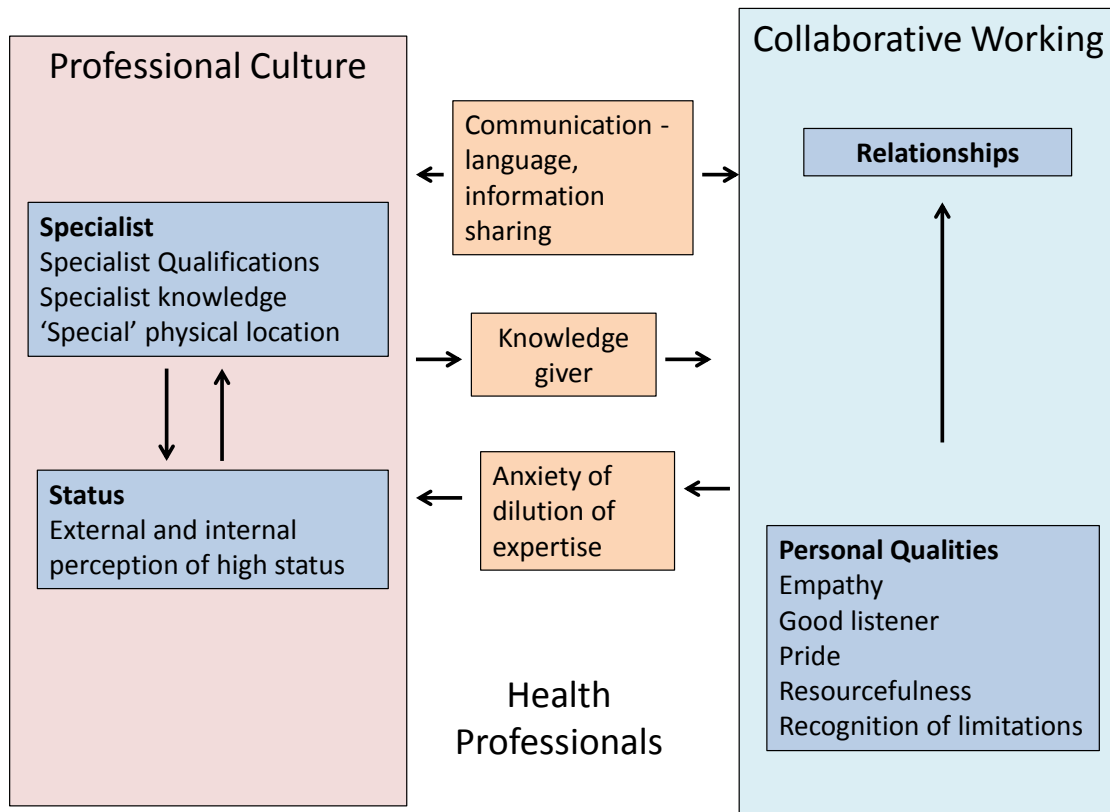 Professional Culture
Specialist
Specialist Qualifications
Specialist knowledge
‘Special’ physical location
Status
External and internal
perception of high status
Communication -
language,
information
sharing
Knowledge
giver
Anxiety of
dilution of
expertise
Health
Professionals
Collaborative Working
Relationships
Personal Qualities
Empathy
Good listener
Pride
Resourcefulness
Recognition of limitations